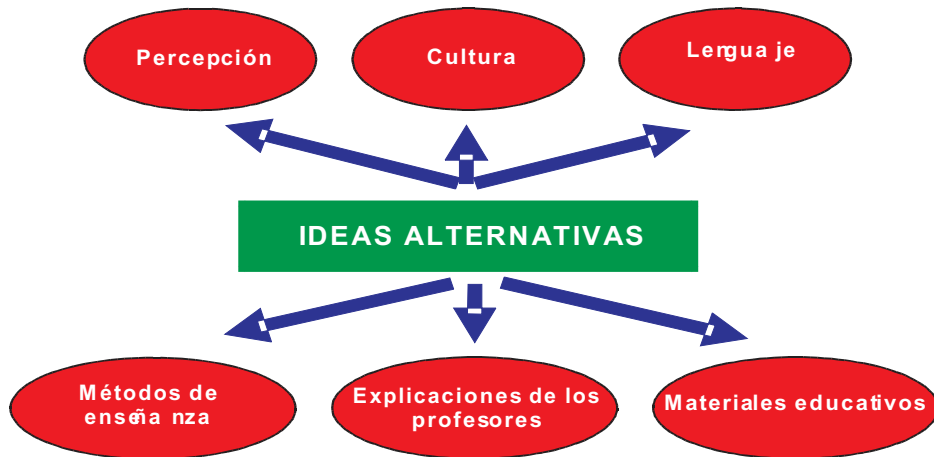 Percepción
Cultura
Lengua je
IDEAS ALTERNATIVAS
Métodos de
enseña nza
Explicaciones de los
profesores
Materiales educativos